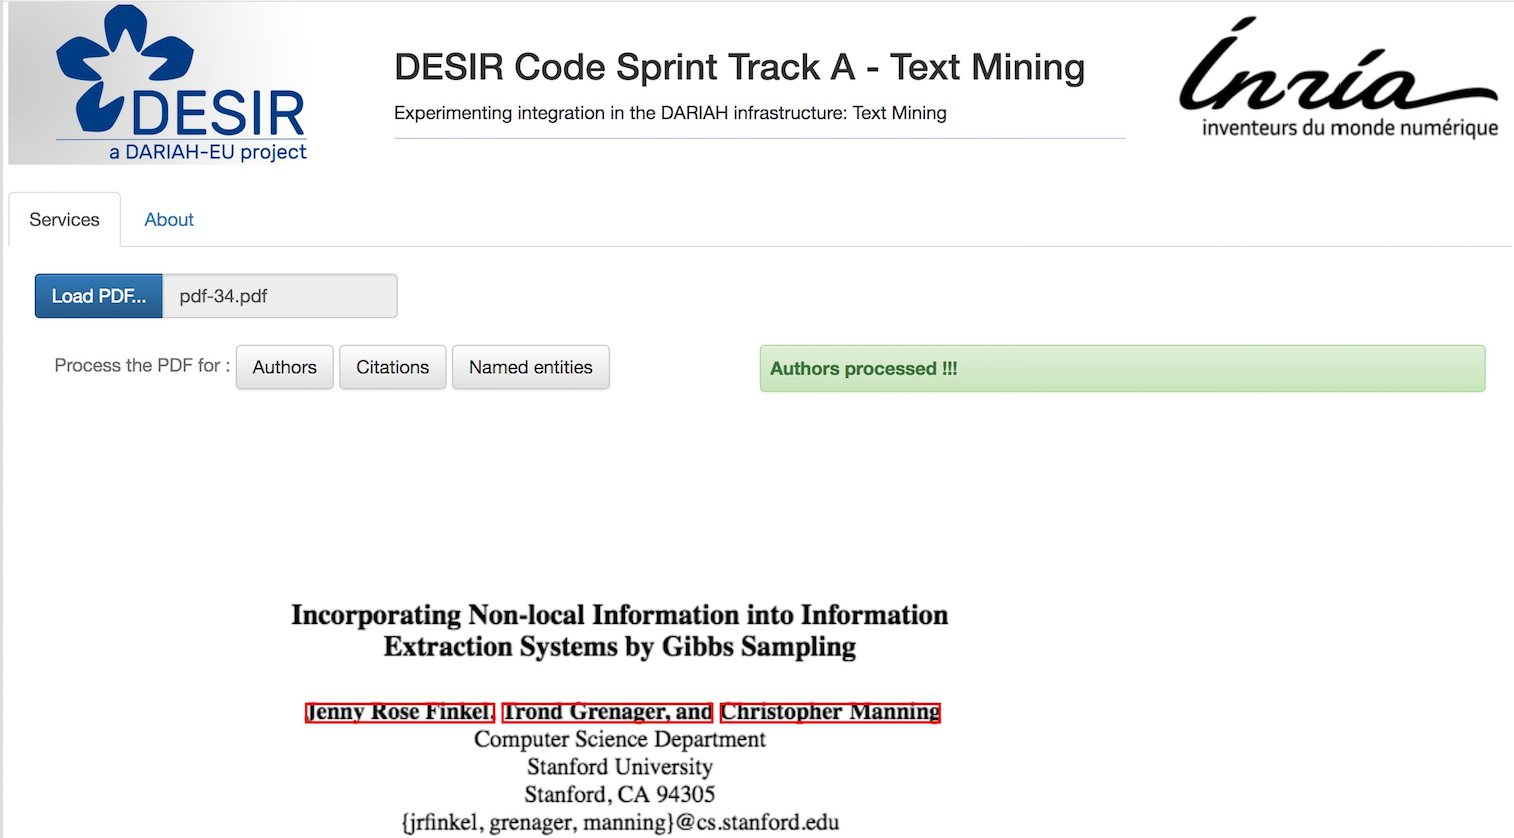 DESIR
a DARIAH-EU project
DESIR Code Sprint Track A - Text Mining
Experimenting integration in the DARIAH infrastructure: Text Mining
Inria
inventeurs du monde numérique
Services About
Load PDF... pdf-34.pdf
Process the PDF for : Authors Citations Named entities
Authors processed !!!
Incorporating Non-local Information into Information
Extraction Systems by Gibbs Sampling
Jenny Rose Finkel, Trond Grenager, and Christopher Manning
Computer Science Department
Stanford University
Stanford, CA 94305
{jrfinkel, grenager, manning}@cs.stanford.edu